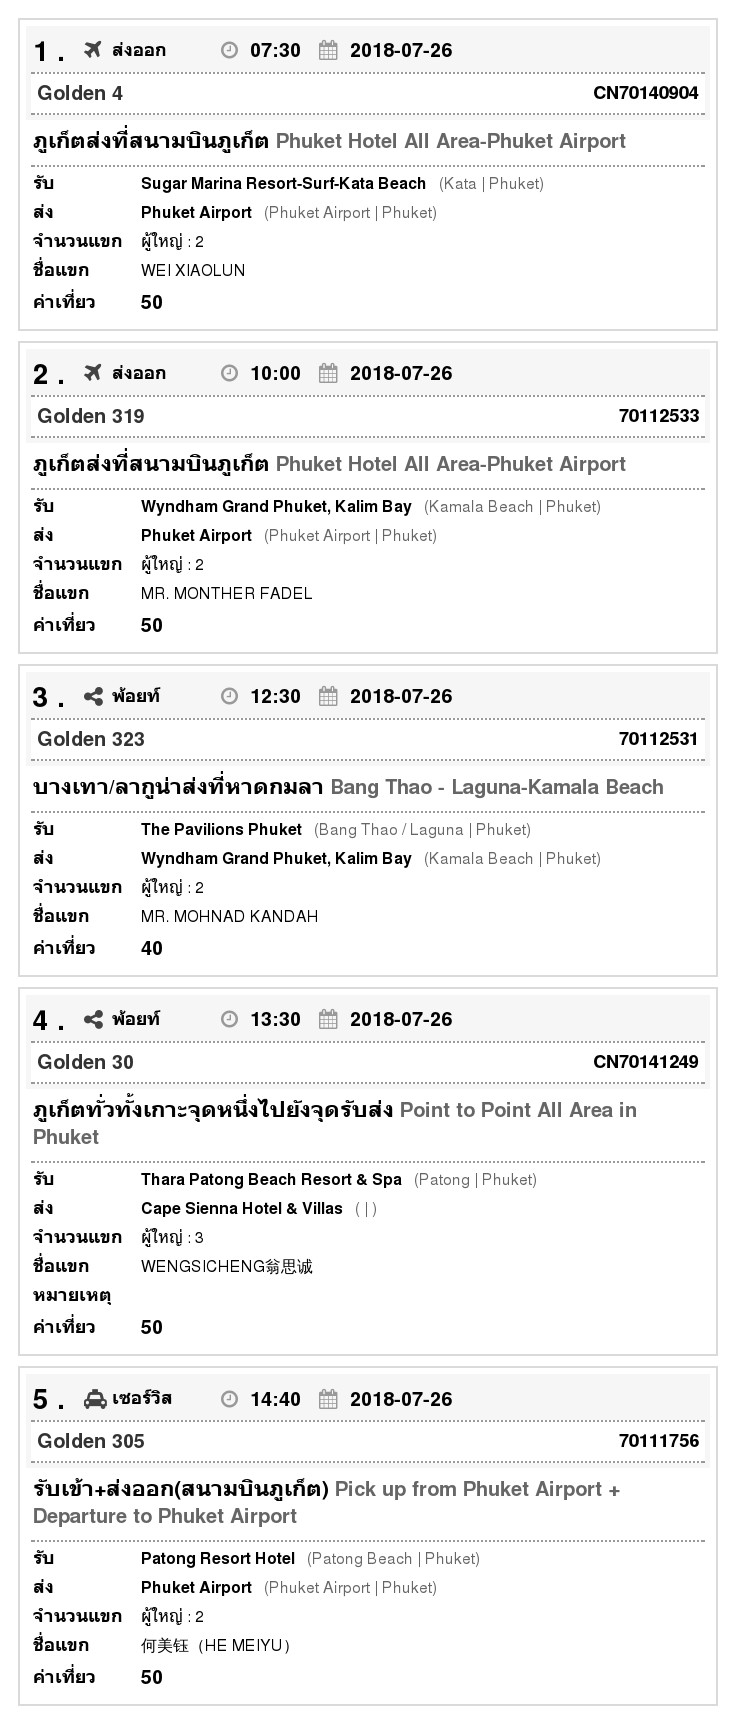 1 . ส่งออก 07:30 2018-07-26
Golden 4 CN70140904
ภูเก็ตส่งที่สนามบินภูเก็ต Phuket Hotel All Area-Phuket Airport
รับ Sugar Marina Resort-Surf-Kata Beach (Kata | Phuket)
ส่ง Phuket Airport (Phuket Airport | Phuket)
จำนวนแขก ผู้ใหญ่ : 2
ชื่อแขก WEI XIAOLUN
ค่าเที่ยว 50
2 . ส่งออก 10:00 2018-07-26
Golden 319 70112533
ภูเก็ตส่งที่สนามบินภูเก็ต Phuket Hotel All Area-Phuket Airport
รับ Wyndham Grand Phuket, Kalim Bay (Kamala Beach | Phuket)
ส่ง Phuket Airport (Phuket Airport | Phuket)
จำนวนแขก ผู้ใหญ่ : 2
ชื่อแขก MR. MONTHER FADEL
ค่าเที่ยว 50
3 . พ้อยท์ 12:30 2018-07-26
Golden 323 70112531
บางเทา/ลากูน่าส่งที่หาดกมลา Bang Thao - Laguna-Kamala Beach
รับ The Pavilions Phuket (Bang Thao / Laguna | Phuket)
ส่ง Wyndham Grand Phuket, Kalim Bay (Kamala Beach | Phuket)
จำนวนแขก ผู้ใหญ่ : 2
ชื่อแขก MR. MOHNAD KANDAH
ค่าเที่ยว 40
4 . พ้อยท์ 13:30 2018-07-26
Golden 30 CN70141249
ภูเก็ตทั่วทั้งเกาะจุดหนึ่งไปยังจุดรับส่ง Point to Point All Area in
Phuket
รับ Thara Patong Beach Resort & Spa (Patong | Phuket)
ส่ง Cape Sienna Hotel & Villas ( | )
จำนวนแขก ผู้ใหญ่ : 3
ชื่อแขก WENGSICHENG翁思诚
หมายเหตุ
ค่าเที่ยว 50
5 . เซอร์วิส 14:40 2018-07-26
Golden 305 70111756
รับเข้า+ส่งออก(สนามบินภูเก็ต) Pick up from Phuket Airport +
Departure to Phuket Airport
รับ Patong Resort Hotel (Patong Beach | Phuket)
ส่ง Phuket Airport (Phuket Airport | Phuket)
จำนวนแขก ผู้ใหญ่ : 2
ชื่อแขก 何美钰（HE MEIYU）
ค่าเที่ยว 50